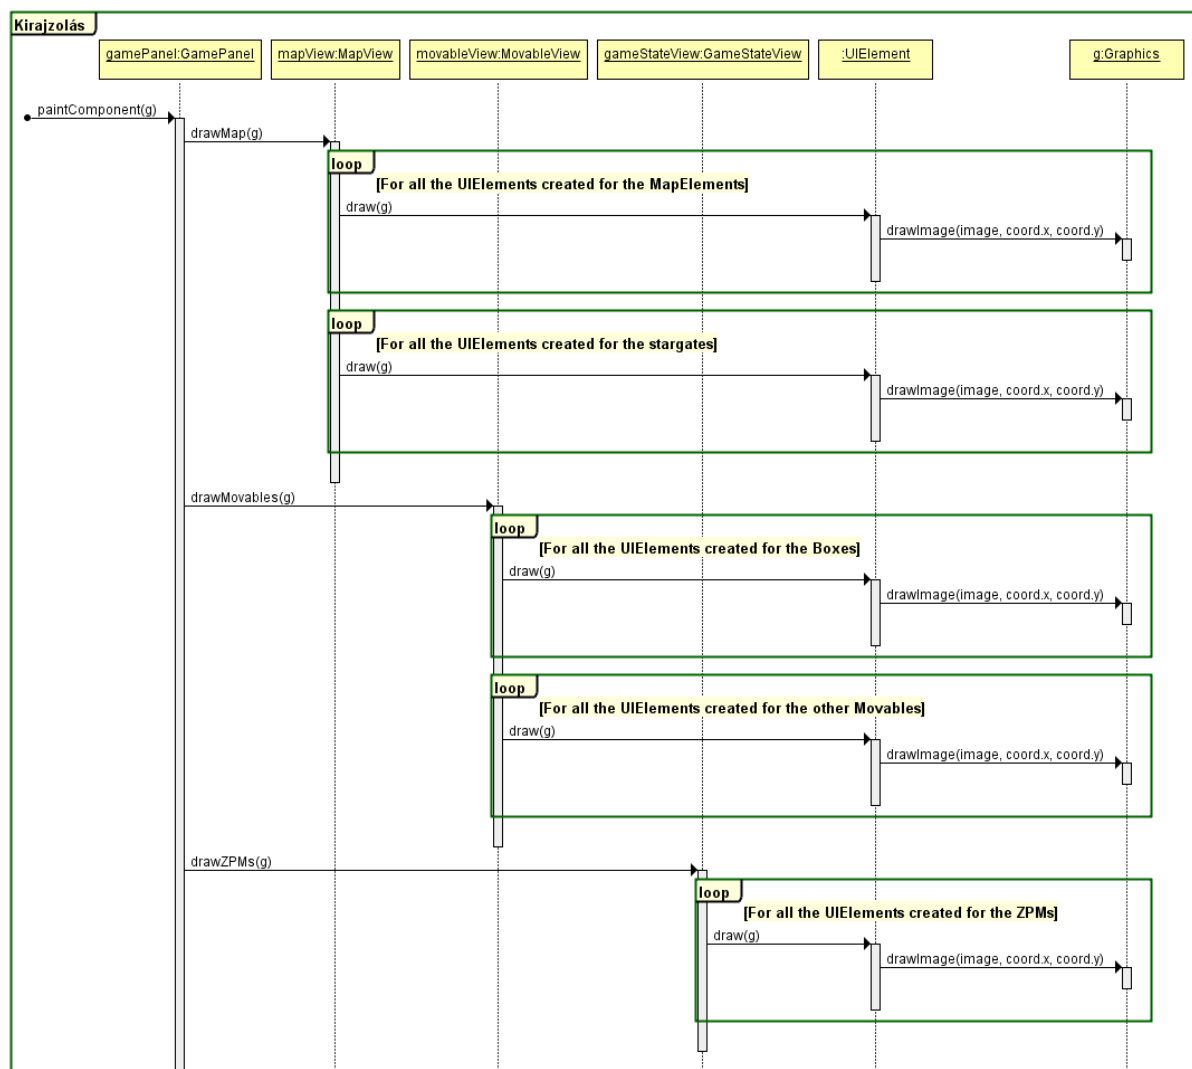 Kirajzolás
gamePanel:GamePanel
mapView:MapView
movableView:MovableView
gameStateView:GameStateView
:UIElement
g:Graphics
paintComponent(g)
drawMap(g)
loop
[For all the UIElements created for the MapElements]
draw(g)
drawImage(image, coord.x, coord.y)
loop
[For all the UIElements created for the stargates]
draw(g)
drawImage(image, coord.x, coord.y)
drawMovables(g)
loop
[For all the UIElements created for the Boxes]
draw(g)
drawImage(image, coord.x, coord.y)
loop
[For all the UIElements created for the other Movables]
draw(g)
drawImage(image, coord.x, coord.y)
drawZPMs(g)
loop
[For all the UIElements created for the ZPMs]
draw(g)
drawImage(image, coord.x, coord.y)